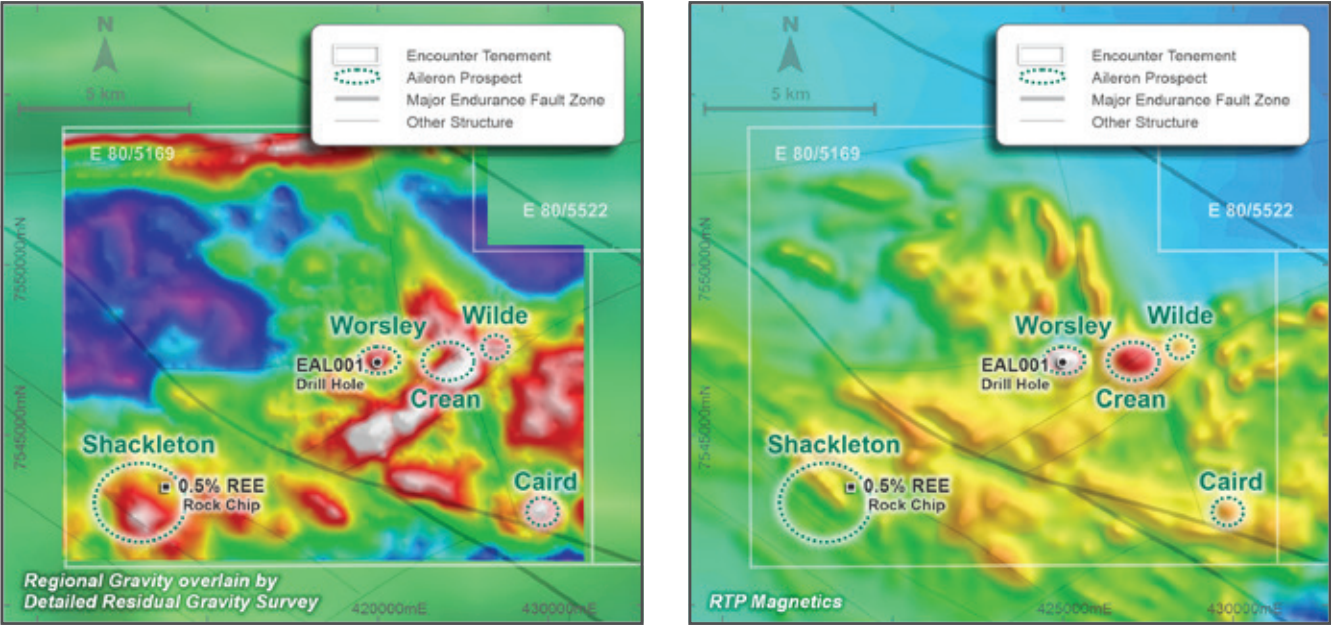 N
5 km
Encounter Tenement
Aileron Prospect
Major Endurance Fault Zone
Other Structure
E 80/5169
E 80/5522
7550000mN
Wilde
Worsley
EAL001
Drill Hole
Crean
7545000mN
Shackleton
0.5% REE
Rock Chip
Caird
Regional Gravity overlain by
Detailed Residual Gravity Survey
420000mE
430000mE
N
5 km
Encounter Tenement
Aileron Prospect
Major Endurance Fault Zone
Other Structure
E 80/5169
E 80/5522
7550000mN
Wilde
Worsley
EAL001
Drill Hole
Crean
7545000mN
Shackleton
0.5% REE
Rock Chip
Caird
RTP Magnetics
425000mE
430000mE